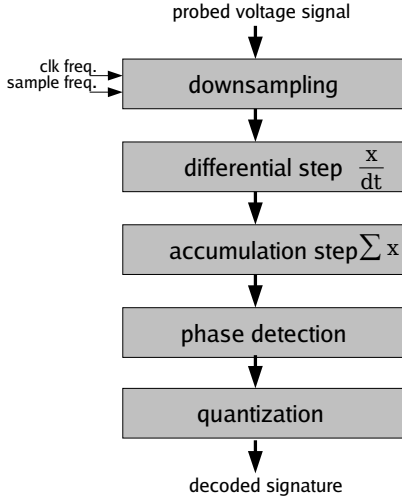 probed voltage signal
clk freq.
sample freq.
downsampling
differential step x/dt
accumulation step ∑ x
phase detection
quantization
decoded signature